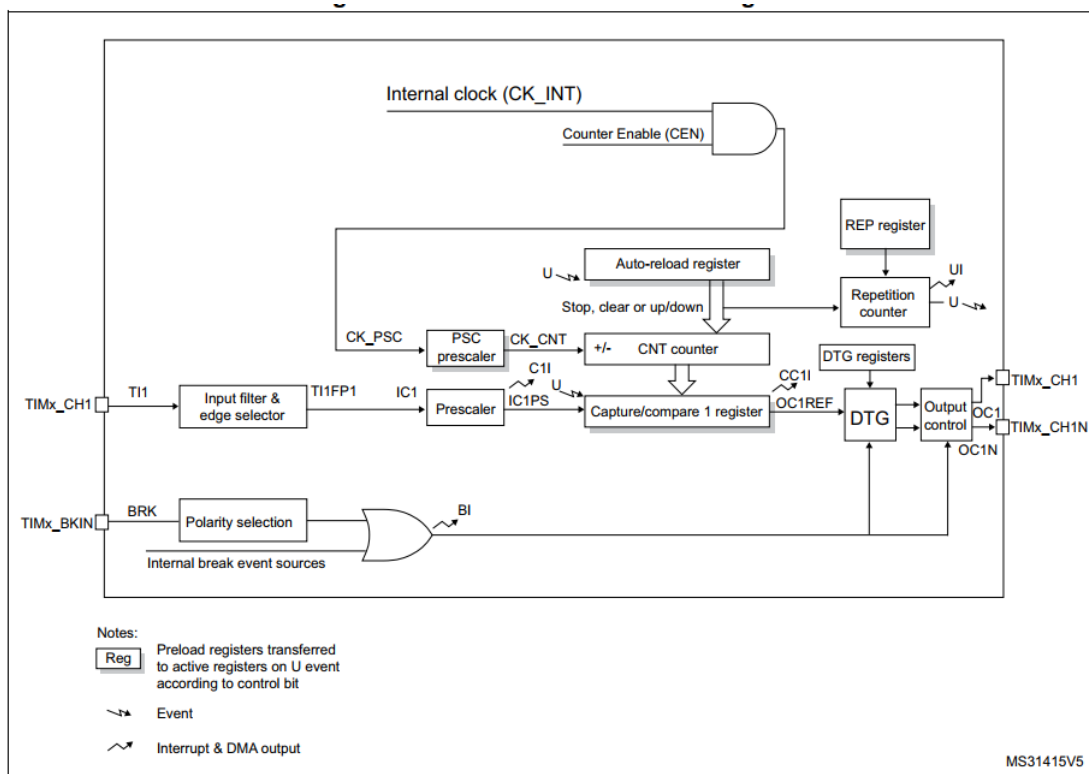 Internal clock (CK_INT)
Counter Enable (CEN)
REP register
U
Auto-reload register
UI
Stop, clear or up/down
Repetition
counter
U
CK_PSC
PSC
prescaler
CK_CNT
+/-
CNT counter
DTG registers
TIMx_CH1
TI1
Input filter &
edge selector
TI1FP1
IC1
Prescaler
C1I
IC1PS
U
Capture/compare 1 register
CC1I
OC1REF
DTG
Output
control
OC1
TIMx_CH1
TIMx_CH1N
OC1N
TIMx_BKIN
BRK
Polarity selection
BI
Internal break event sources
Notes:
Reg
Preload registers transferred
to active registers on U event
according to control bit
Event
Interrupt & DMA output
MS31415V5